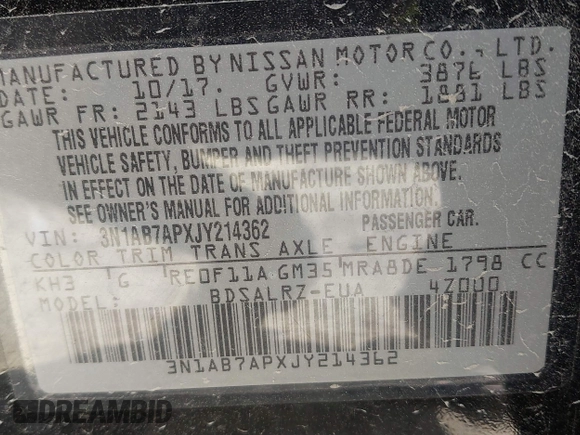 MANUFACTURED BY NISSAN MOTOR CO., LTD.
DATE: 10/17. GVWR: 3876 LBS
GAWR FR: 2143 LBS GAWR RR: 1881 LBS
THIS VEHICLE CONFORMS TO ALL APPLICABLE FEDERAL MOTOR
VEHICLE SAFETY, BUMPER AND THEFT PREVENTION STANDARDS
IN EFFECT ON THE DATE OF MANUFACTURE SHOWN ABOVE.
SEE OWNER'S MANUAL FOR ADDITIONAL INFORMATION.
VIN: 3N1AB7APXJY214362 PASSENGER CAR.
COLOR TRIM TRANS AXLE ENGINE
KH3 G RE0F11A GM35 MRA8DE 1798 CC
MODEL: BDSALRZ-EUA 4Z000
3N1AB7APXJY214362
DREAMBID